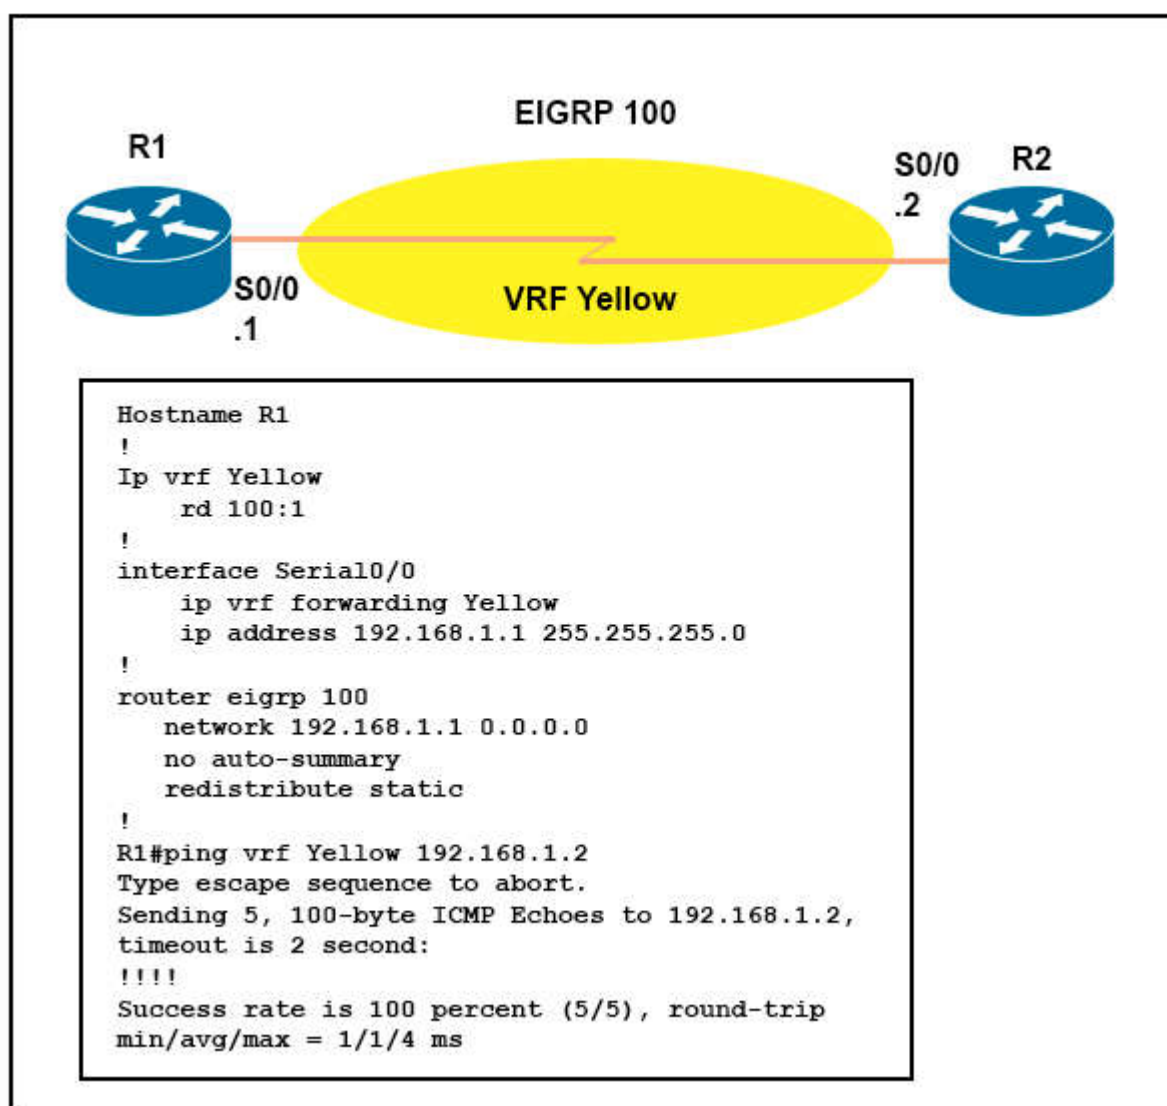 EIGRP 100
R1
S0/0
.2
R2
S0/0
.1
VRF Yellow
Hostname R1
!
Ip vrf Yellow
    rd 100:1
!
interface Serial0/0
    ip vrf forwarding Yellow
    ip address 192.168.1.1 255.255.255.0
!
router eigrp 100
   network 192.168.1.1 0.0.0.0
   no auto-summary
   redistribute static
!
R1#ping vrf Yellow 192.168.1.2
Type escape sequence to abort.
Sending 5, 100-byte ICMP Echoes to 192.168.1.2,
timeout is 2 second:
!!!!
Success rate is 100 percent (5/5), round-trip
min/avg/max = 1/1/4 ms